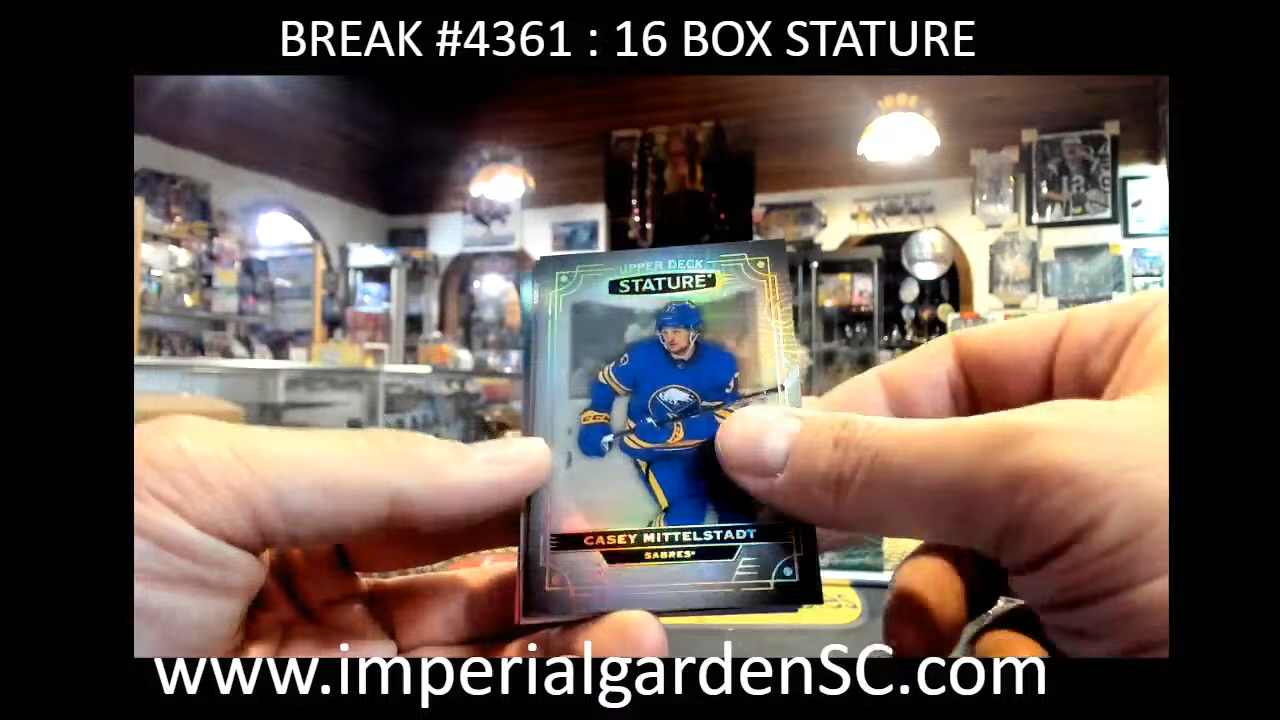 BREAK #4361 : 16 BOX STATURE
UPPER DECK
STATURE
CASEY MITTELSTADT
SABRES
www.imperialgardenSC.com